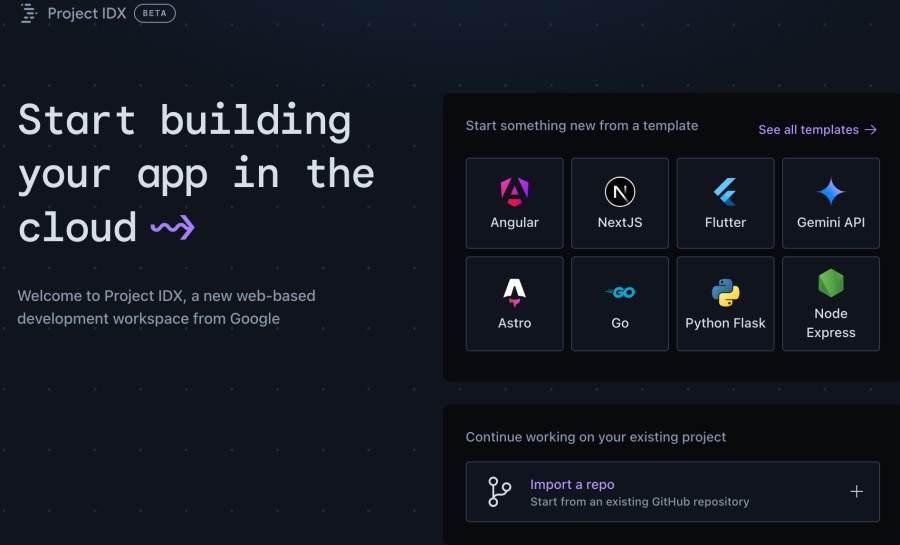 Project IDX BETA
Start building
your app in the
cloud
Welcome to Project IDX, a new web-based
development workspace from Google
Start something new from a template
See all templates →
Angular
NextJS
Flutter
Gemini API
Astro
Go
Python Flask
Node
Express
Continue working on your existing project
Import a repo
Start from an existing GitHub repository